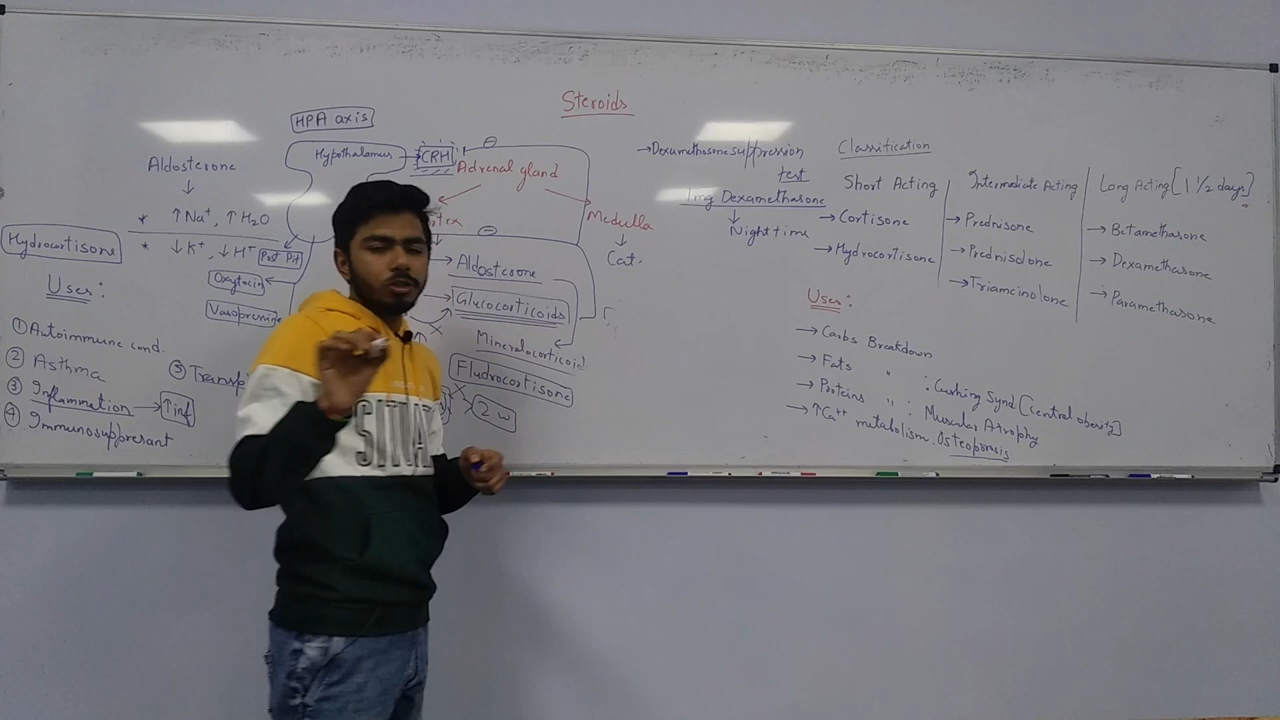 Steroids
HPA axis
Hypothalamus
CRH
Adrenal gland
Medulla
Cat.
Aldosterone
↑Na⁺, ↑H₂O
* ↓K⁺, ↓H⁺
Post Pit
Oxytocin
Hydrocortisone
Uses:
① Autoimmune cond.
② Asthma
③ Inflammation → ↑inf
④ Immunosuppresant
Aldosterone
Glucocorticoids
Mineralocorticoid
Fludrocortisone
2 w
→Dexamethasone suppression
test
1mg Dexamethasone
↓
Night time
Classification
Short Acting
→ Cortisone
→ Hydrocortisone
Intermediate Acting
→ Prednisone
→ Prednisolone
→ Triamcinolone
Long Acting [1 1/2 days]
→ Betamethasone
→ Dexamethasone
→ Paramethasone
Uses:
→ Carbs Breakdown
→ Fats " : Cushing Synd. [central obesity]
→ Proteins " : Muscular Atrophy
→ ↑Ca⁺⁺ metabolism. Osteoporosis
SITUA